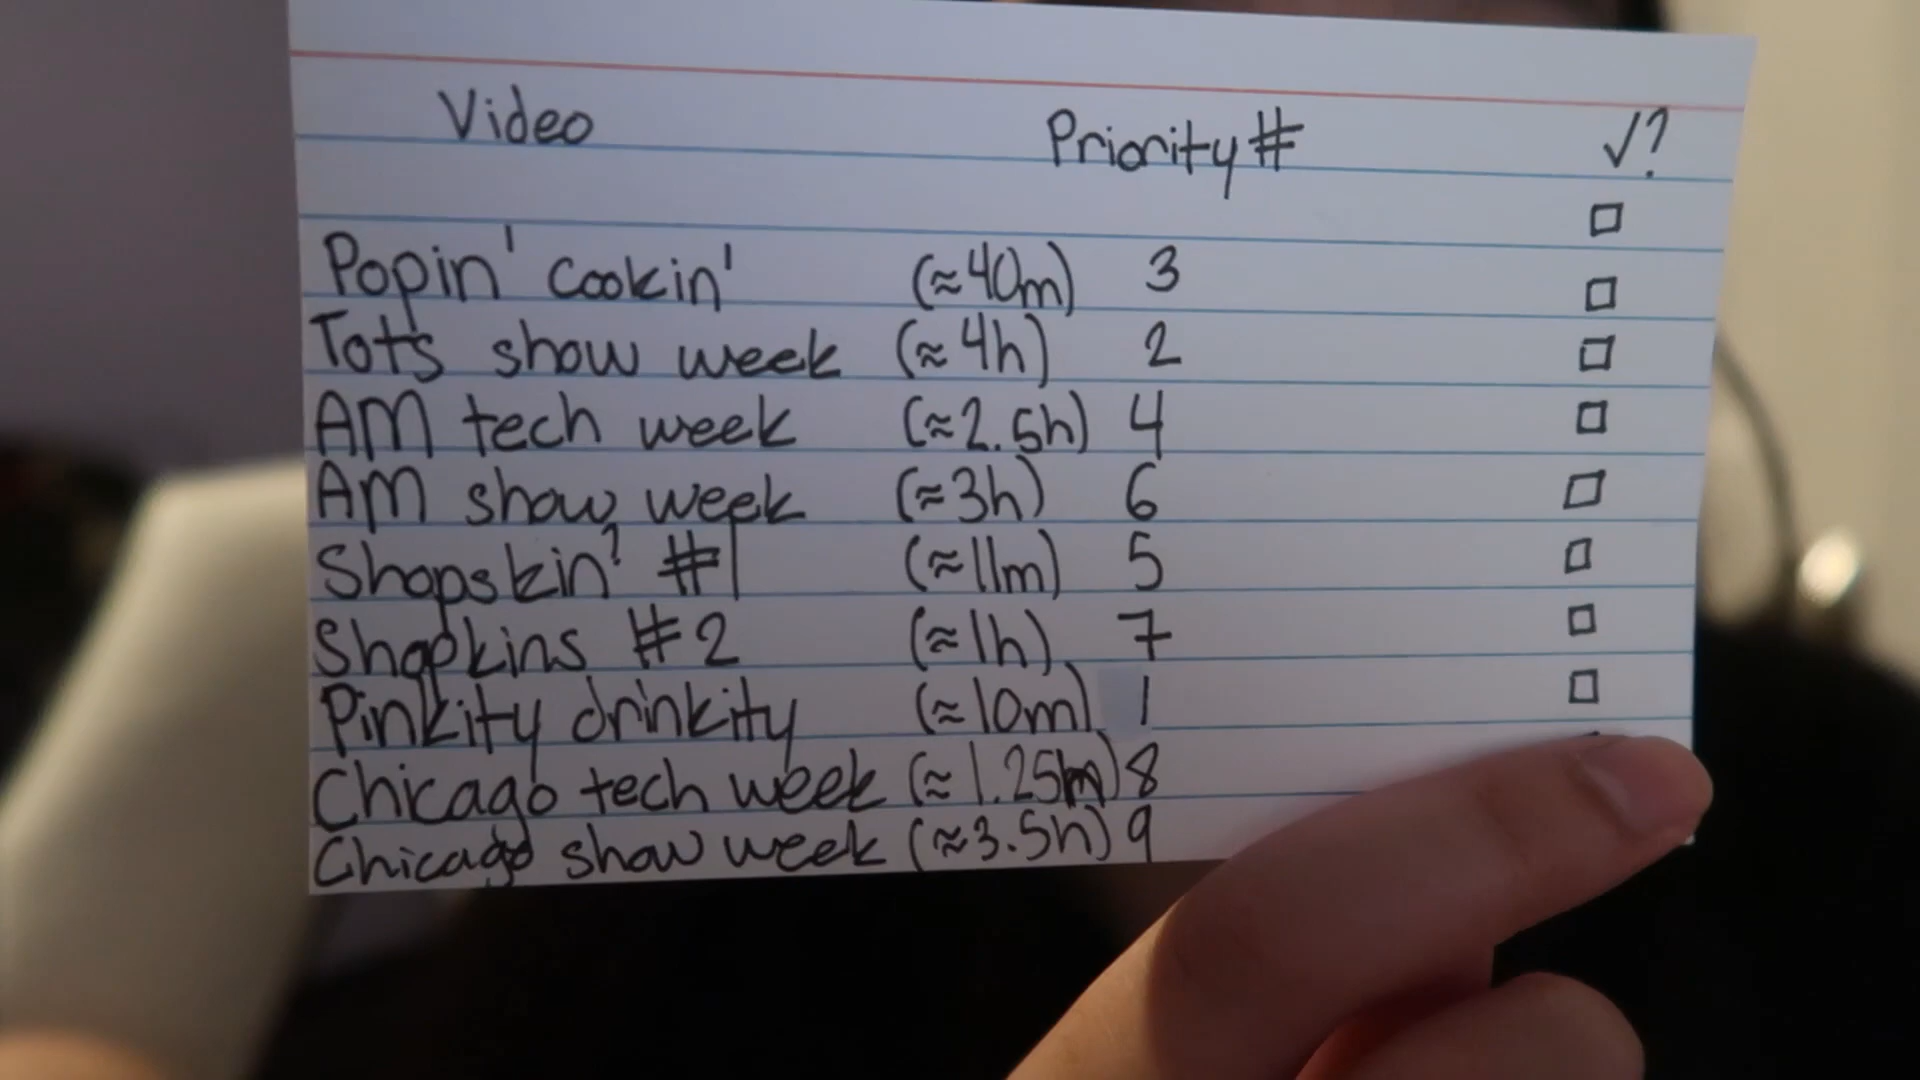 Video Priority# ✓?
Popin' Cookin' (≈40m) 3
Tots show week (≈4h) 2
AM tech week (≈2.5h) 4
AM show week (≈3h) 6
Shopskin? #1 (≈11m) 5
Shopkins #2 (≈1h) 7
Pinkity drinkity (≈10m) 1
Chicago tech week (≈1.25m) 8
Chicago show week (≈3.5h) 9